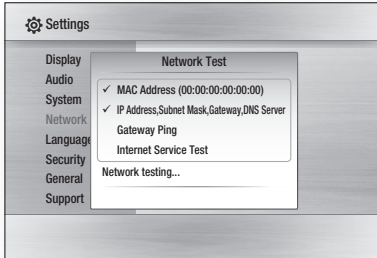 Settings
Display
Audio
System
Network
Language
Security
General
Support
Network Test
✓ MAC Address (00:00:00:00:00:00)
✓ IP Address,Subnet Mask,Gateway,DNS Server
Gateway Ping
Internet Service Test
Network testing...